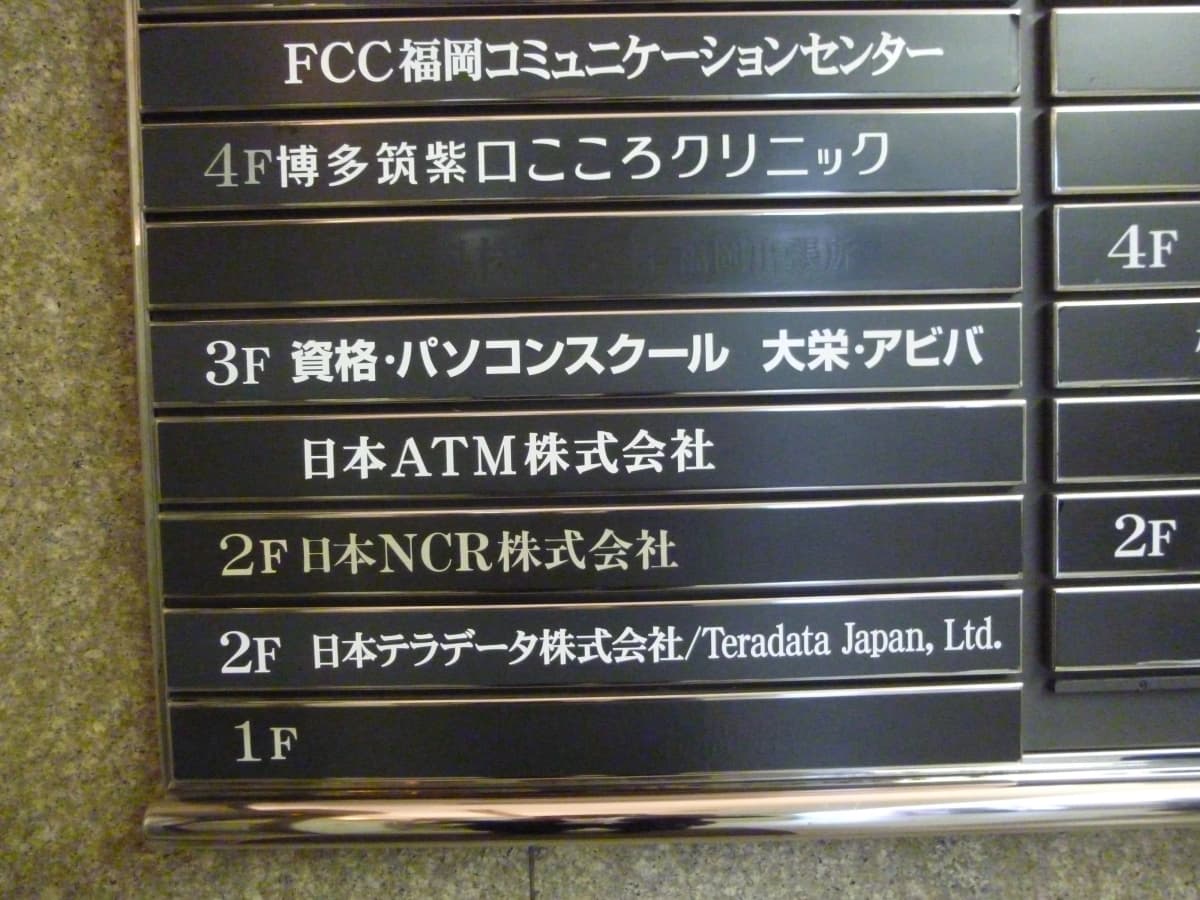 FCC福岡コミュニケーションセンター
4F博多筑紫口こころクリニック
4F
3F 資格・パソコンスクール 大栄・アビバ
日本ATM株式会社
2F 日本NCR株式会社
2F
2F 日本テラデータ株式会社/Teradata Japan, Ltd.
1F